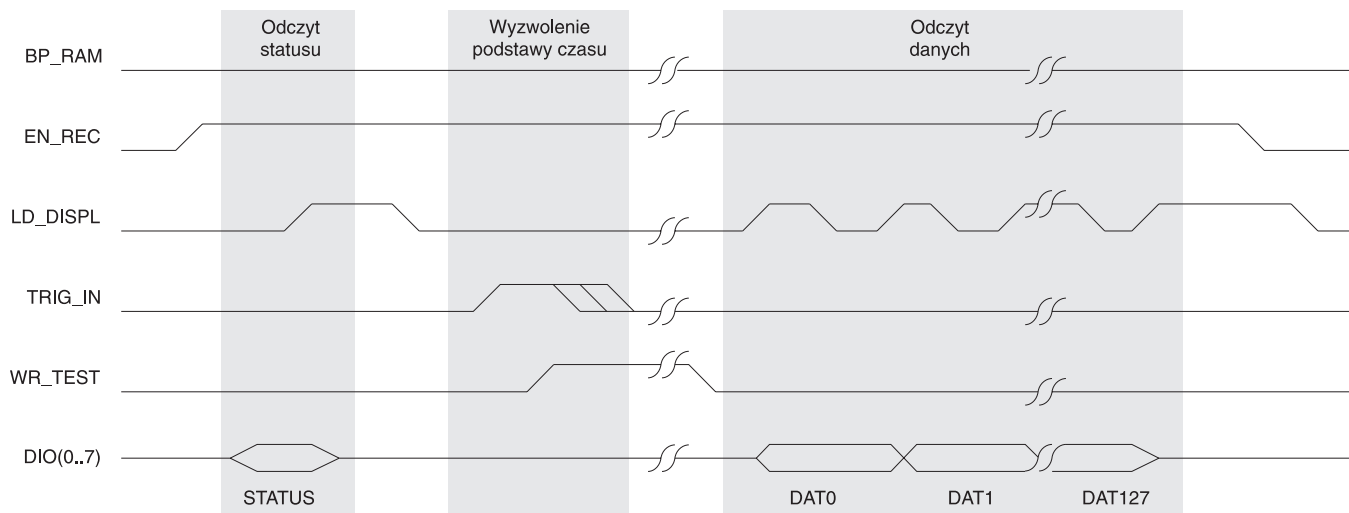 Odczyt
statusu
Wyzwolenie
podstawy czasu
Odczyt
danych
BP_RAM
EN_REC
LD_DISPL
TRIG_IN
WR_TEST
DIO(0..7)
STATUS
DAT0
DAT1
DAT127